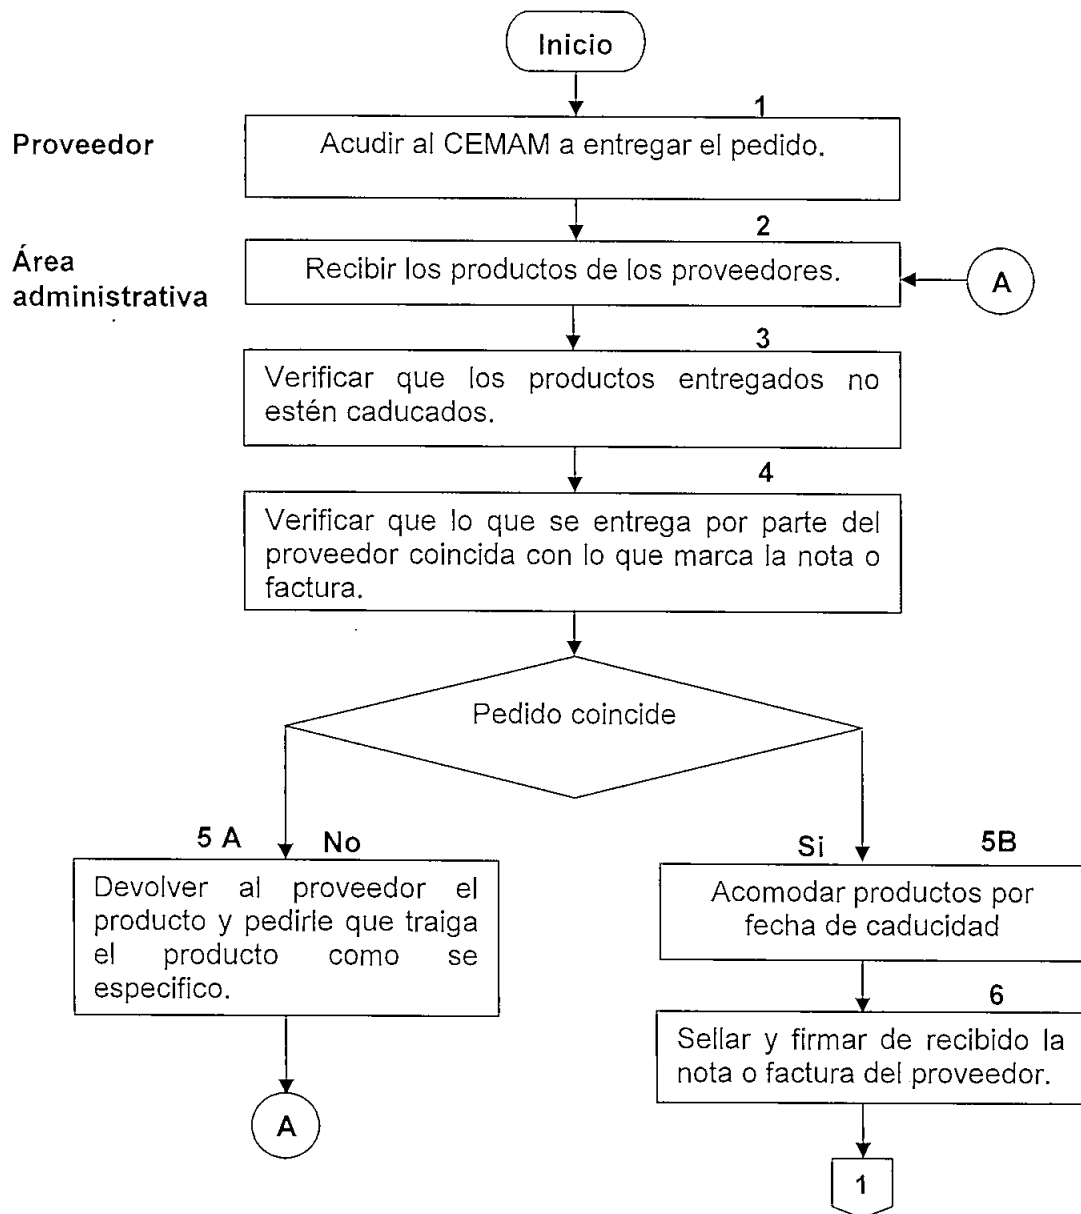 Inicio
1
Proveedor
Acudir al CEMAM a entregar el pedido.
2
Área
administrativa
Recibir los productos de los proveedores.
A
3
Verificar que los productos entregados no
estén caducados.
4
Verificar que lo que se entrega por parte del
proveedor coincida con lo que marca la nota o
factura.
Pedido coincide
5 A No
Devolver al proveedor el
producto y pedirle que traiga
el producto como se
especifico.
A
Si 5B
Acomodar productos por
fecha de caducidad
6
Sellar y firmar de recibido la
nota o factura del proveedor.
1